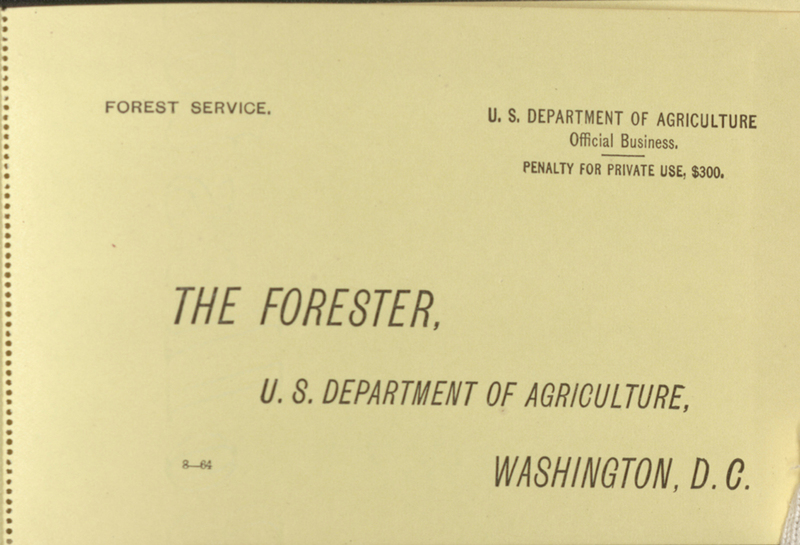 FOREST SERVICE.
U. S. DEPARTMENT OF AGRICULTURE
Official Business.
PENALTY FOR PRIVATE USE, $300.
THE FORESTER,
U. S. DEPARTMENT OF AGRICULTURE,
8—64
WASHINGTON, D. C.